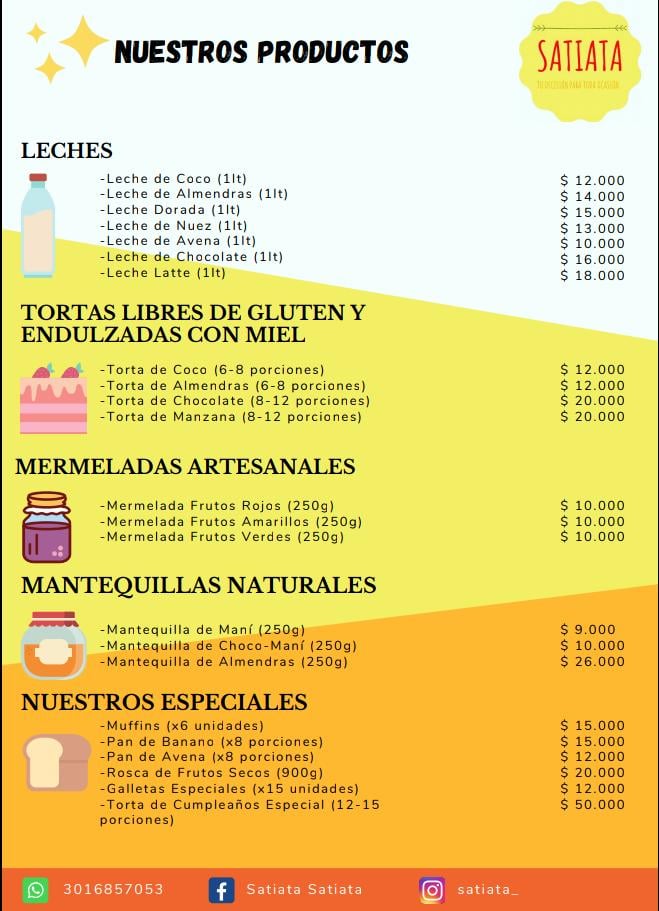 NUESTROS PRODUCTOS
SATIATA
TU DECISIÓN PARA TODA OCASIÓN
LECHES
-Leche de Coco (1lt) $ 12.000
-Leche de Almendras (1lt) $ 14.000
-Leche Dorada (1lt) $ 15.000
-Leche de Nuez (1lt) $ 13.000
-Leche de Avena (1lt) $ 10.000
-Leche de Chocolate (1lt) $ 16.000
-Leche Latte (1lt) $ 18.000
TORTAS LIBRES DE GLUTEN Y
ENDULZADAS CON MIEL
-Torta de Coco (6-8 porciones) $ 12.000
-Torta de Almendras (6-8 porciones) $ 12.000
-Torta de Chocolate (8-12 porciones) $ 20.000
-Torta de Manzana (8-12 porciones) $ 20.000
MERMELADAS ARTESANALES
-Mermelada Frutos Rojos (250g) $ 10.000
-Mermelada Frutos Amarillos (250g) $ 10.000
-Mermelada Frutos Verdes (250g) $ 10.000
MANTEQUILLAS NATURALES
-Mantequilla de Maní (250g) $ 9.000
-Mantequilla de Choco-Maní (250g) $ 10.000
-Mantequilla de Almendras (250g) $ 26.000
NUESTROS ESPECIALES
-Muffins (x6 unidades) $ 15.000
-Pan de Banano (x8 porciones) $ 15.000
-Pan de Avena (x8 porciones) $ 12.000
-Rosca de Frutos Secos (900g) $ 20.000
-Galletas Especiales (x15 unidades) $ 12.000
-Torta de Cumpleaños Especial (12-15 $ 50.000
porciones)
3016857053 Satiata Satiata satiata_